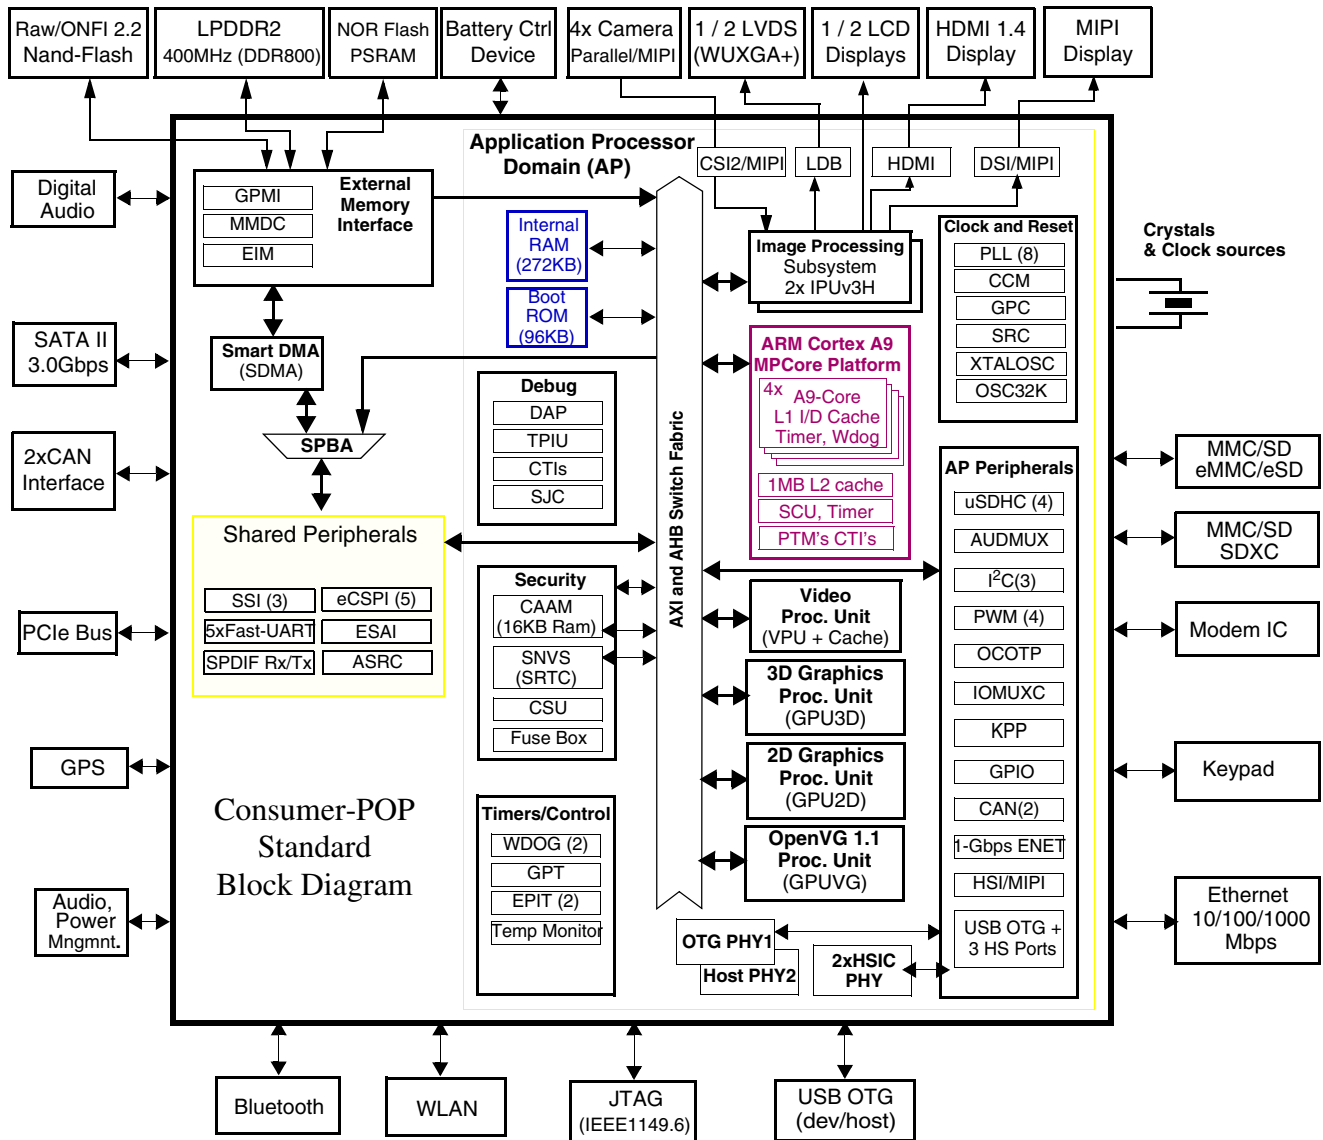 Raw/ONFI 2.2
Nand-Flash
LPDDR2
400MHz (DDR800)
NOR Flash
PSRAM
Battery Ctrl
Device
4x Camera
Parallel/MIPI
1 / 2 LVDS
(WUXGA+)
1 / 2 LCD
Displays
HDMI 1.4
Display
MIPI
Display
Digital
Audio
SATA II
3.0Gbps
2xCAN
Interface
PCIe Bus
GPS
Audio,
Power
Mngmnt.
External
Memory
Interface
GPMI
MMDC
EIM
Smart DMA
(SDMA)
SPBA
Shared Peripherals
SSI (3)
eCSPI (5)
5xFast-UART
ESAI
SPDIF Rx/Tx
ASRC
Consumer-POP
Standard
Block Diagram
Application Processor
Domain (AP)
Internal
RAM
(272KB)
Boot
ROM
(96KB)
Debug
DAP
TPIU
CTIs
SJC
Security
CAAM
(16KB Ram)
SNVS
(SRTC)
CSU
Fuse Box
Timers/Control
WDOG (2)
GPT
EPIT (2)
Temp Monitor
AXI and AHB Switch Fabric
CSI2/MIPI
LDB
HDMI
DSI/MIPI
Image Processing
Subsystem
2x IPUv3H
ARM Cortex A9
MPCore Platform
4x
A9-Core
L1 I/D Cache
Timer, Wdog
1MB L2 cache
SCU, Timer
PTM's CTI's
Video
Proc. Unit
(VPU + Cache)
3D Graphics
Proc. Unit
(GPU3D)
2D Graphics
Proc. Unit
(GPU2D)
OpenVG 1.1
Proc. Unit
(GPUVG)
OTG PHY1
Host PHY2
2xHSIC
PHY
Clock and Reset
PLL (8)
CCM
GPC
SRC
XTALOSC
OSC32K
AP Peripherals
uSDHC (4)
AUDMUX
I²C(3)
PWM (4)
OCOTP
IOMUXC
KPP
GPIO
CAN(2)
1-Gbps ENET
HSI/MIPI
USB OTG +
3 HS Ports
Crystals
& Clock sources
MMC/SD
eMMC/eSD
MMC/SD
SDXC
Modem IC
Keypad
Ethernet
10/100/1000
Mbps
Bluetooth
WLAN
JTAG
(IEEE1149.6)
USB OTG
(dev/host)